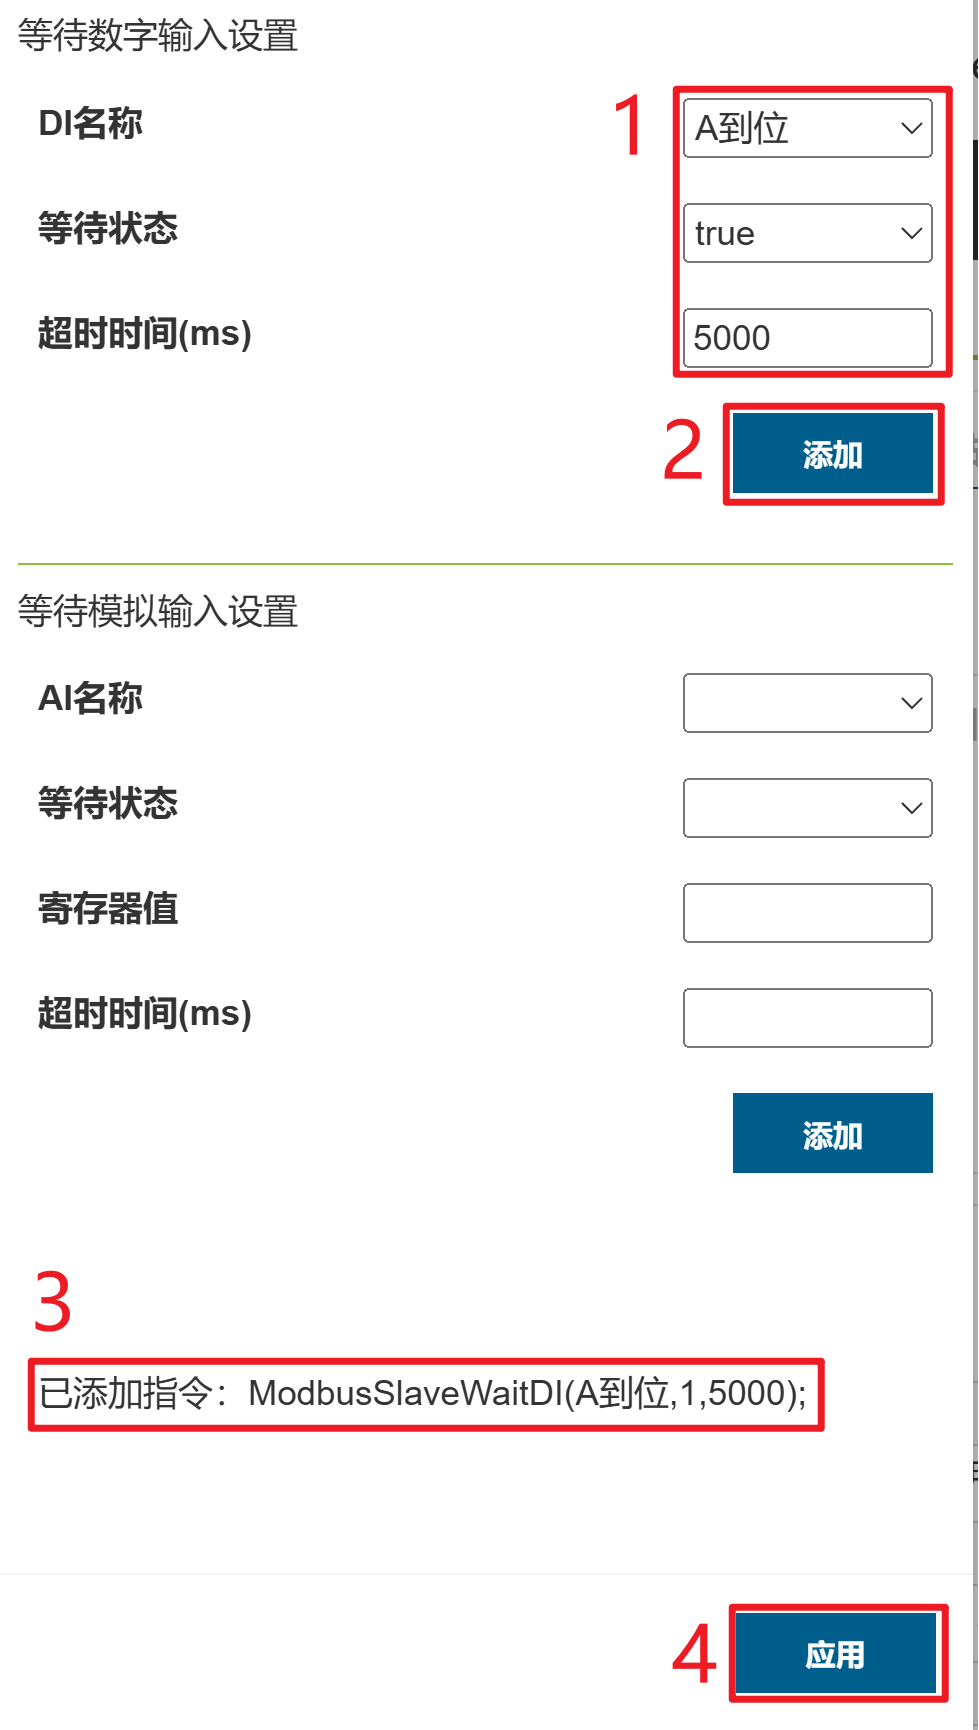 等待数字输入设置
DI名称
1
A到位
等待状态
true
超时时间(ms)
5000
2
添加
等待模拟输入设置
AI名称
等待状态
寄存器值
超时时间(ms)
添加
3
已添加指令：ModbusSlaveWaitDI(A到位,1,5000);
4
应用